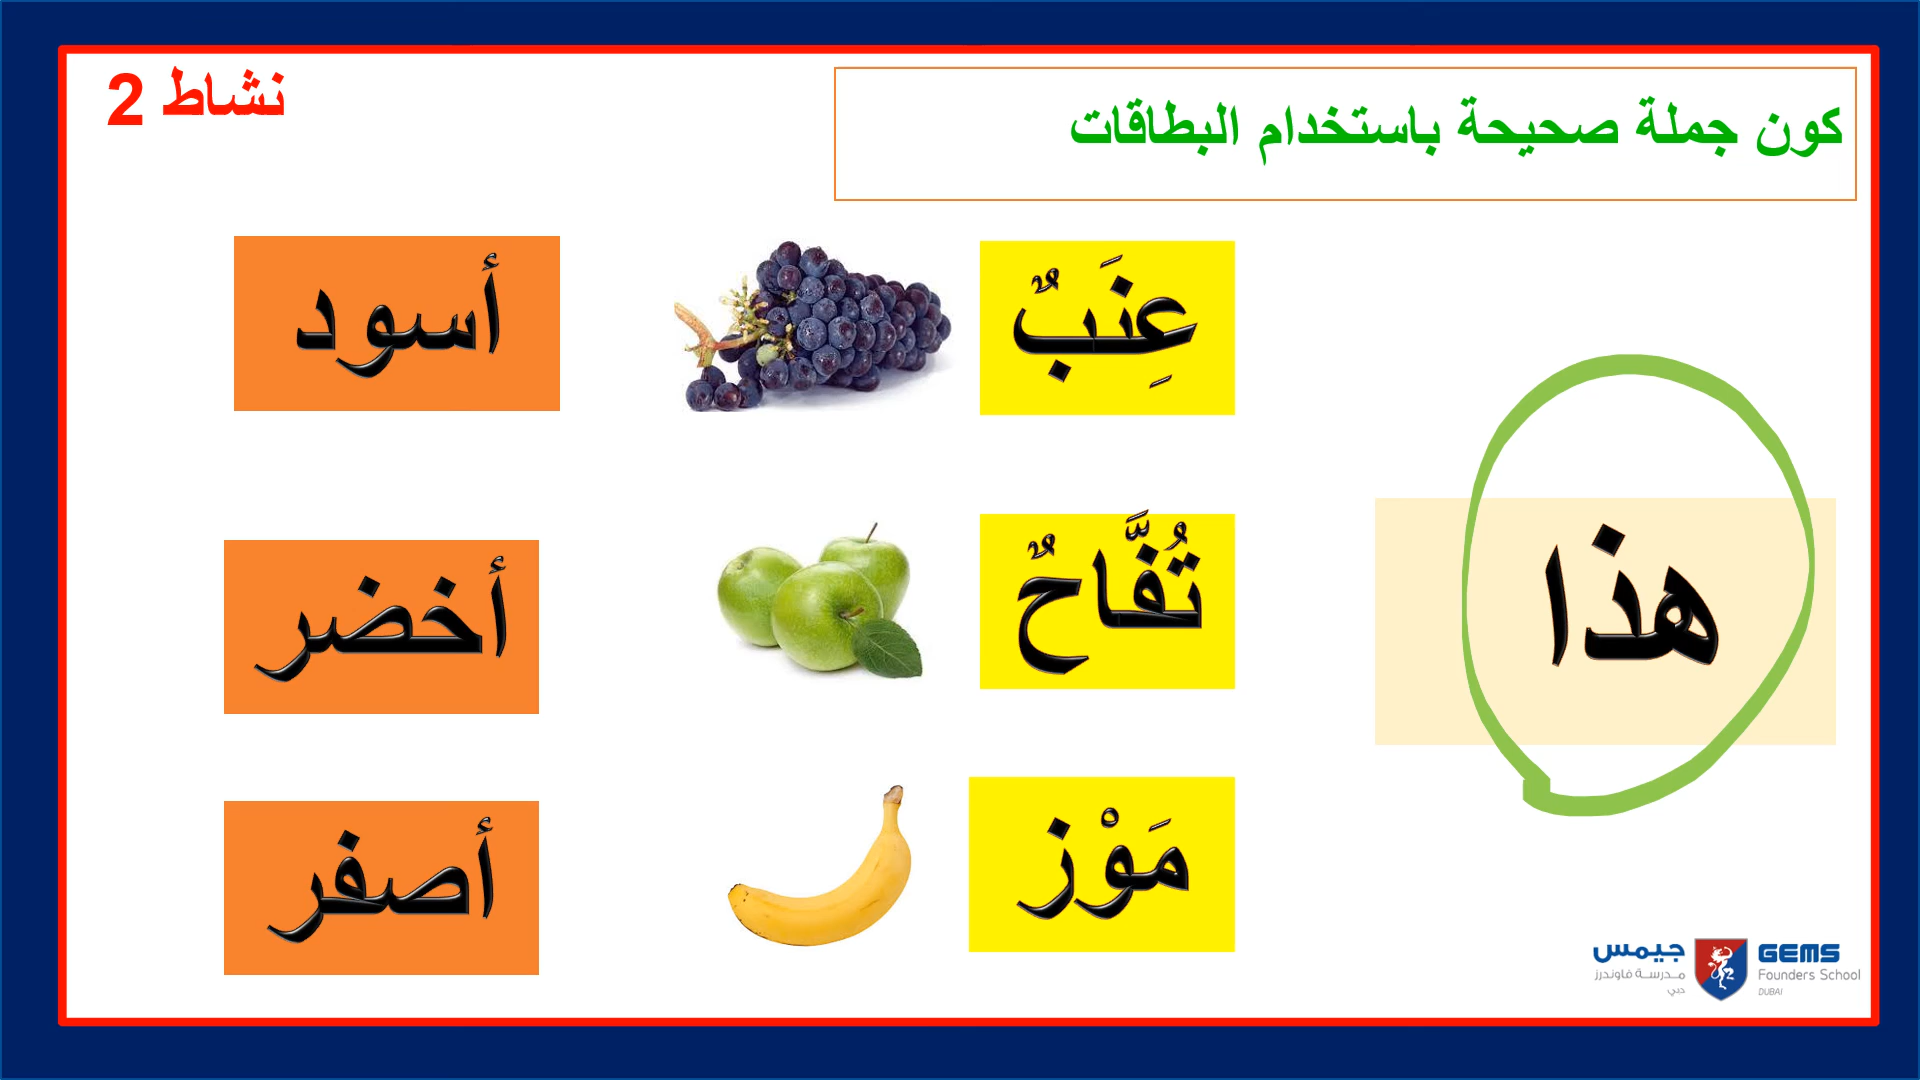 كون جملة صحيحة باستخدام البطاقات
نشاط 2
عِنَبٌ
أسود
هذا
تُفَّاحٌ
أخضر
مَوْز
أصفر
جيمس
مدرسة فاوندرز
دبي
GEMS
Founders School
DUBAI